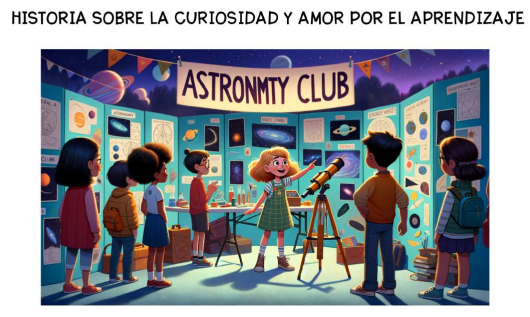 HISTORIA SOBRE LA CURIOSIDAD Y AMOR POR EL APRENDIZAJE
ASTRONMTY CLUB